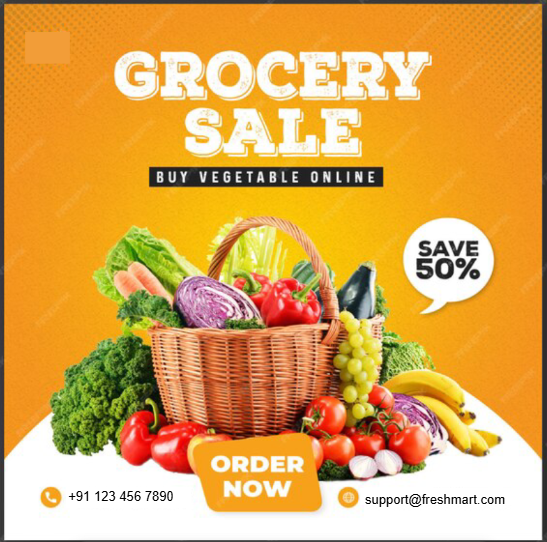 GROCERY
SALE
BUY VEGETABLE ONLINE
SAVE
50%
ORDER
NOW
+91 123 456 7890
support@freshmart.com